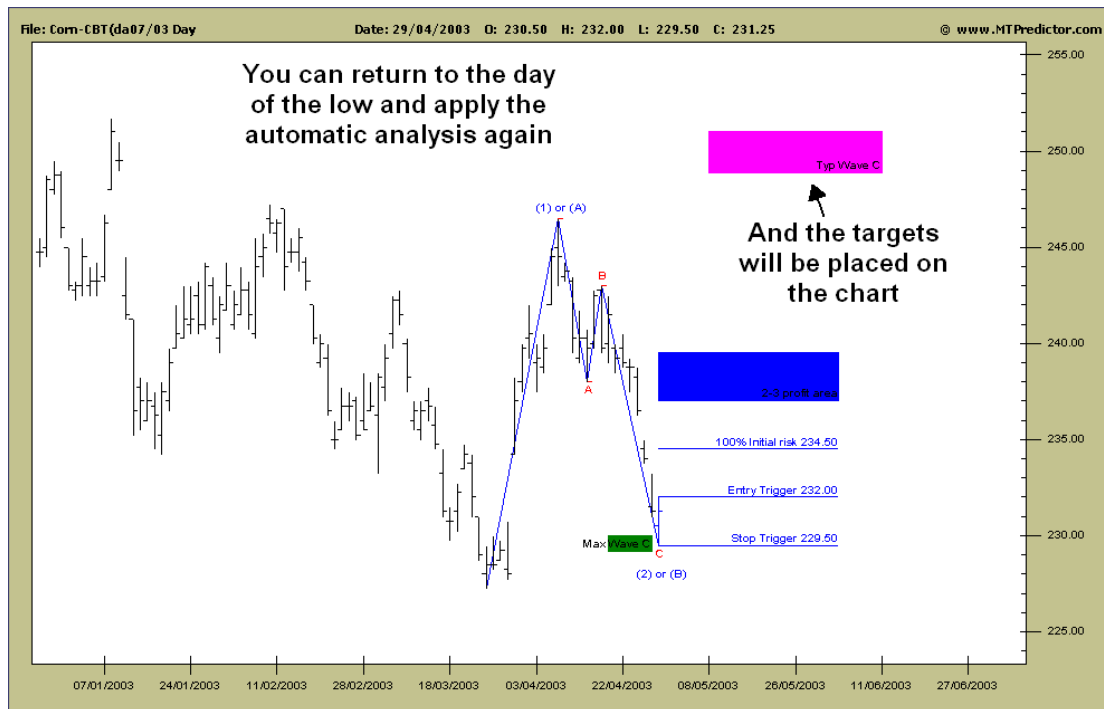 File: Corn-CBT(da07/03 Day Date: 29/04/2003 O: 230.50 H: 232.00 L: 229.50 C: 231.25 @ www.MTPredictor.com
You can return to the day
of the low and apply the
automatic analysis again
255.00
250.00
245.00
240.00
235.00
230.00
225.00
Typ Wave C
And the targets
will be placed on
the chart
(1) or (A)
B
A
2-3 profit area
100% Initial risk 234.50
Entry Trigger 232.00
Stop Trigger 229.50
Max Wave C
C
(2) or (B)
07/01/2003 24/01/2003 11/02/2003 28/02/2003 18/03/2003 03/04/2003 22/04/2003 08/05/2003 26/05/2003 11/06/2003 27/06/2003